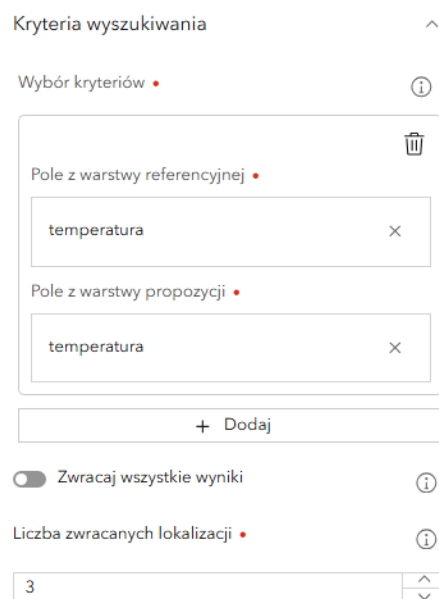 Kryteria wyszukiwania
Wybór kryteriów •
Pole z warstwy referencyjnej •
temperatura
Pole z warstwy propozycji •
temperatura
+ Dodaj
Zwracaj wszystkie wyniki
Liczba zwracanych lokalizacji •
3